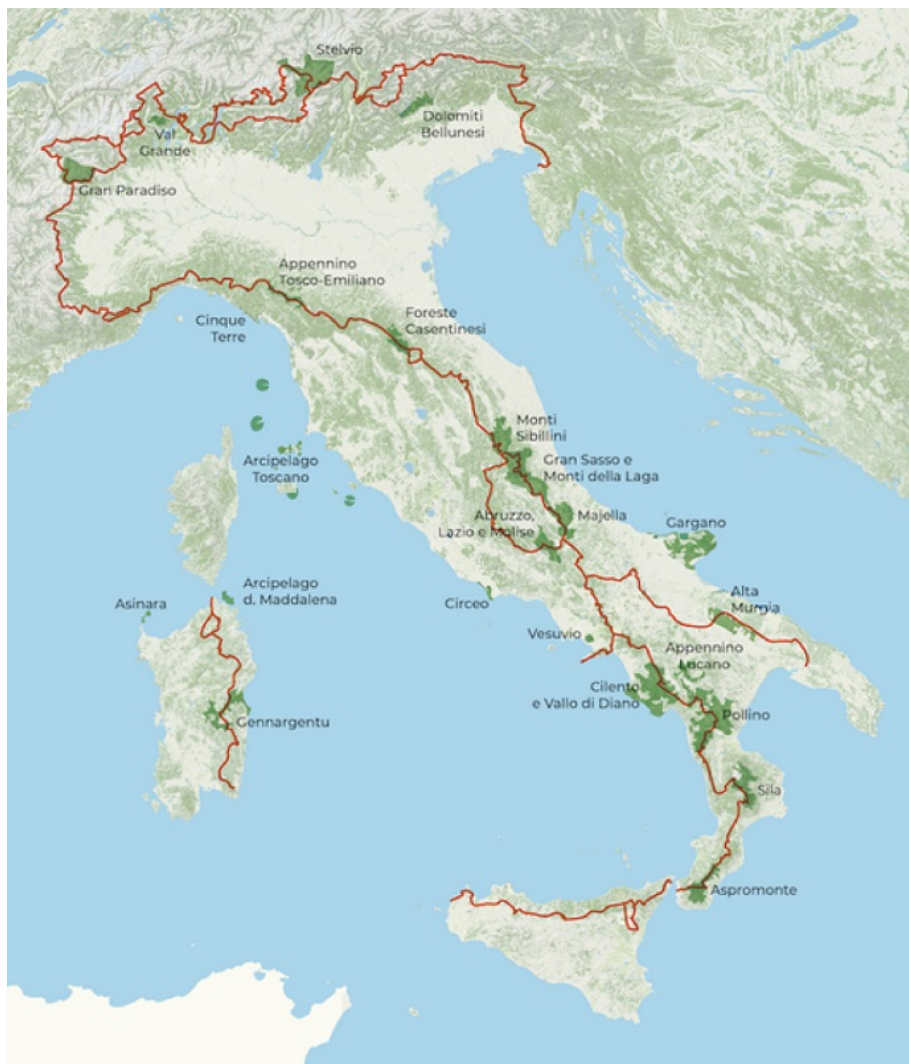 Stelvio
Dolomiti
Bellunesi
Val
Grande
Gran Paradiso
Appennino
Tosco-Emiliano
Cinque
Terre
Foreste
Casentinesi
Monti
Sibillini
Arcipelago
Toscano
Gran Sasso e
Monti della Laga
Abruzzo,
Lazio e Molise
Majella
Gargano
Asinara
Arcipelago
d. Maddalena
Circeo
Alta
Murgia
Vesuvio
Appennino
Lucano
Cilento
e Vallo di Diano
Pollino
Gennargentu
Sila
Aspromonte